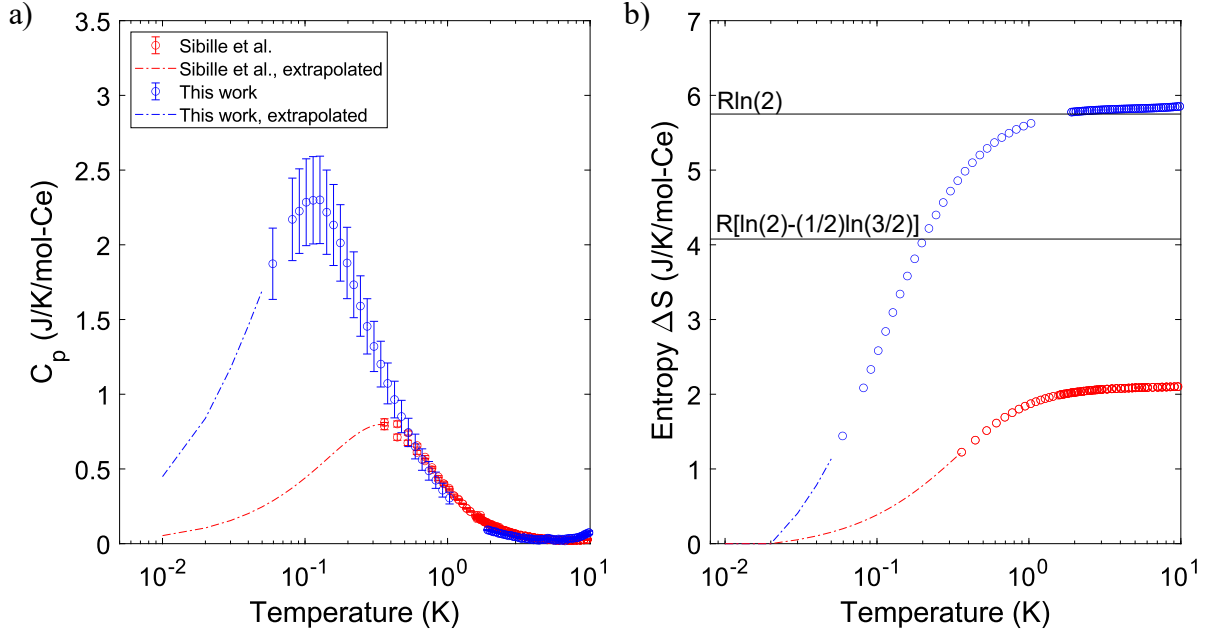 a)
3.5
3
2.5
2
1.5
1
0.5
0
C_p (J/K/mol-Ce)
Sibille et al.
Sibille et al., extrapolated
This work
This work, extrapolated
10^-2
10^-1
10^0
10^1
Temperature (K)
b)
7
6
5
4
3
2
1
0
Entropy ΔS (J/K/mol-Ce)
Rln(2)
R[ln(2)-(1/2)ln(3/2)]
10^-2
10^-1
10^0
10^1
Temperature (K)